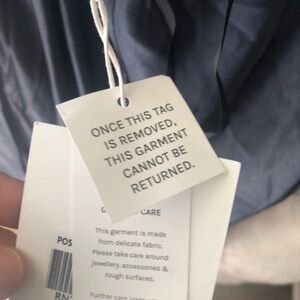 ONCE THIS TAG
IS REMOVED,
THIS GARMENT
CANNOT BE
RETURNED.
CARE
This garment is made
from delicate fabric.
Please take care around
jewellery, accessories &
rough surfaces.
Further care
POS
RN